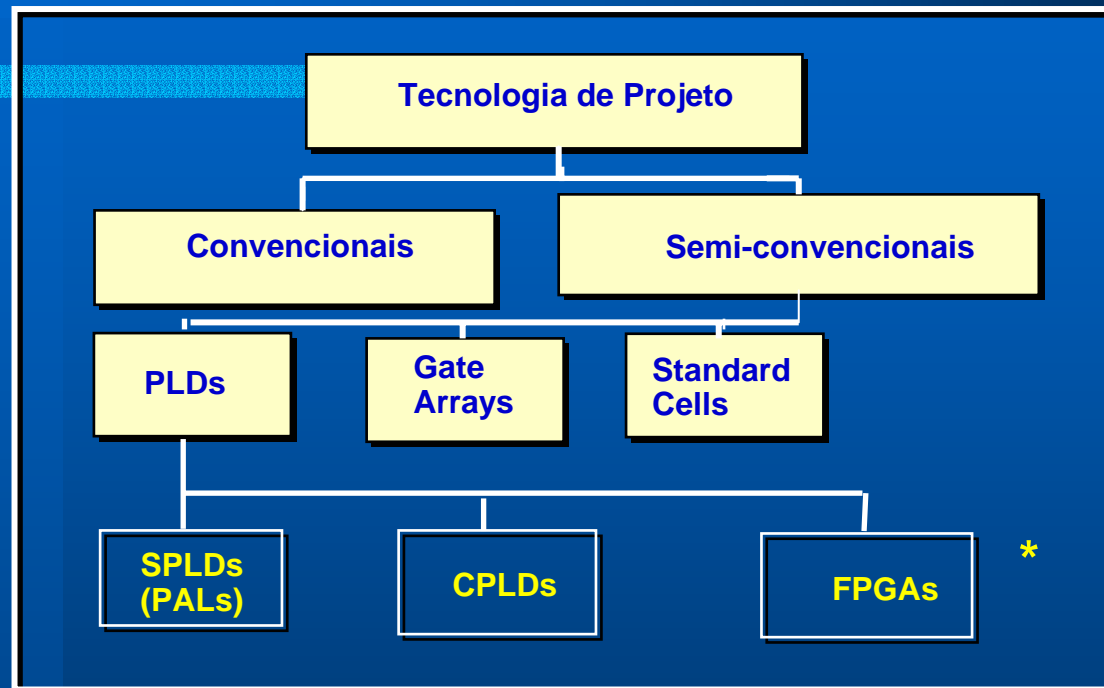 Tecnologia de Projeto
Convencionais
Semi-convencionais
PLDs
Gate
Arrays
Standard
Cells
SPLDs
(PALs)
CPLDs
FPGAs
*